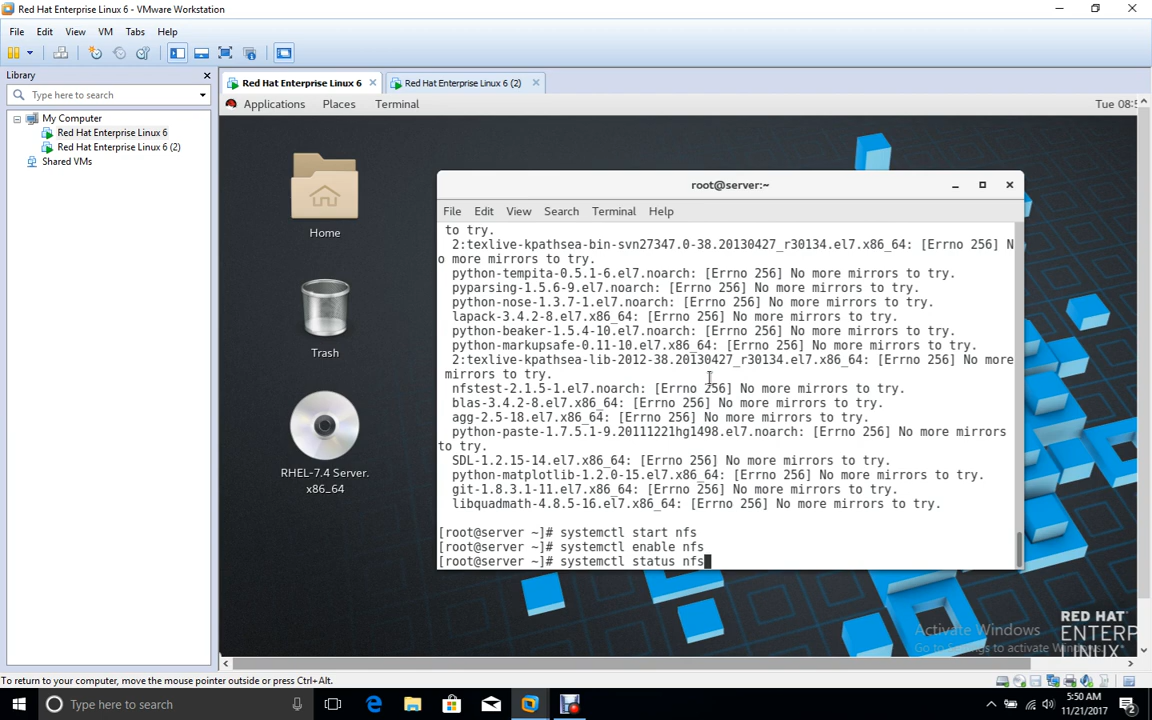 Red Hat Enterprise Linux 6 - VMware Workstation
File Edit View VM Tabs Help
Library
Type here to search
My Computer
Red Hat Enterprise Linux 6
Red Hat Enterprise Linux 6 (2)
Shared VMs
Red Hat Enterprise Linux 6
Red Hat Enterprise Linux 6 (2)
Applications Places Terminal
Tue 08:5
Home
Trash
RHEL-7.4 Server.
x86_64
root@server:~
File Edit View Search Terminal Help
to try.
2:texlive-kpathsea-bin-svn27347.0-38.20130427_r30134.el7.x86_64: [Errno 256] N
o more mirrors to try.
python-tempita-0.5.1-6.el7.noarch: [Errno 256] No more mirrors to try.
pyparsing-1.5.6-9.el7.noarch: [Errno 256] No more mirrors to try.
python-nose-1.3.7-1.el7.noarch: [Errno 256] No more mirrors to try.
lapack-3.4.2-8.el7.x86_64: [Errno 256] No more mirrors to try.
python-beaker-1.5.4-10.el7.noarch: [Errno 256] No more mirrors to try.
python-markupsafe-0.11-10.el7.x86_64: [Errno 256] No more mirrors to try.
2:texlive-kpathsea-lib-2012-38.20130427_r30134.el7.x86_64: [Errno 256] No more
mirrors to try.
nfstest-2.1.5-1.el7.noarch: [Errno 256] No more mirrors to try.
blas-3.4.2-8.el7.x86_64: [Errno 256] No more mirrors to try.
agg-2.5-18.el7.x86_64: [Errno 256] No more mirrors to try.
python-paste-1.7.5.1-9.20111221hg1498.el7.noarch: [Errno 256] No more mirrors
to try.
SDL-1.2.15-14.el7.x86_64: [Errno 256] No more mirrors to try.
python-matplotlib-1.2.0-15.el7.x86_64: [Errno 256] No more mirrors to try.
git-1.8.3.1-11.el7.x86_64: [Errno 256] No more mirrors to try.
libquadmath-4.8.5-16.el7.x86_64: [Errno 256] No more mirrors to try.
[root@server ~]# systemctl start nfs
[root@server ~]# systemctl enable nfs
[root@server ~]# systemctl status nfs
RED HAT
ENTERP
LINUX
Activate Windows
Go to Settings to activate Windows.
To return to your computer, move the mouse pointer outside or press Ctrl+Alt.
Type here to search
5:50 AM
11/21/2017
2